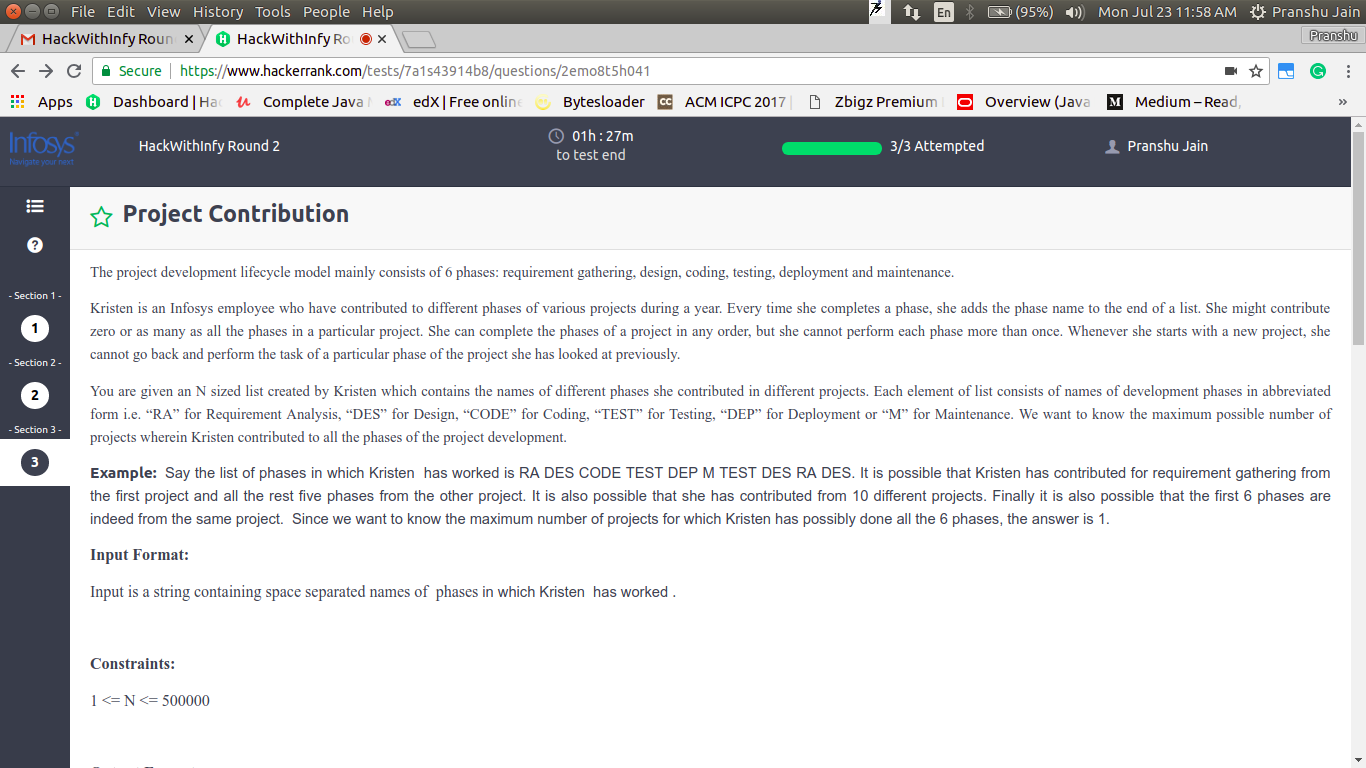 File Edit View History Tools People Help
En (95%) Mon Jul 23 11:58 AM Pranshu Jain
HackWithInfy Roun × HackWithInfy Ro × Pranshu
Secure https://www.hackerrank.com/tests/7a1s43914b8/questions/2emo8t5h041
Apps Dashboard | Ha Complete Java edX | Free online Bytesloader ACM ICPC 2017 | Zbigz Premium Overview (Java Medium – Read, »
Infosys
Navigate your next
HackWithInfy Round 2
01h : 27m
to test end
3/3 Attempted
Pranshu Jain
- Section 1 -
1
- Section 2 -
2
- Section 3 -
3
Project Contribution
The project development lifecycle model mainly consists of 6 phases: requirement gathering, design, coding, testing, deployment and maintenance.
Kristen is an Infosys employee who have contributed to different phases of various projects during a year. Every time she completes a phase, she adds the phase name to the end of a list. She might contribute
zero or as many as all the phases in a particular project. She can complete the phases of a project in any order, but she cannot perform each phase more than once. Whenever she starts with a new project, she
cannot go back and perform the task of a particular phase of the project she has looked at previously.
You are given an N sized list created by Kristen which contains the names of different phases she contributed in different projects. Each element of list consists of names of development phases in abbreviated
form i.e. “RA” for Requirement Analysis, “DES” for Design, “CODE” for Coding, “TEST” for Testing, “DEP” for Deployment or “M” for Maintenance. We want to know the maximum possible number of
projects wherein Kristen contributed to all the phases of the project development.
Example: Say the list of phases in which Kristen has worked is RA DES CODE TEST DEP M TEST DES RA DES. It is possible that Kristen has contributed for requirement gathering from
the first project and all the rest five phases from the other project. It is also possible that she has contributed from 10 different projects. Finally it is also possible that the first 6 phases are
indeed from the same project. Since we want to know the maximum number of projects for which Kristen has possibly done all the 6 phases, the answer is 1.
Input Format:
Input is a string containing space separated names of phases in which Kristen has worked .
Constraints:
1 <= N <= 500000